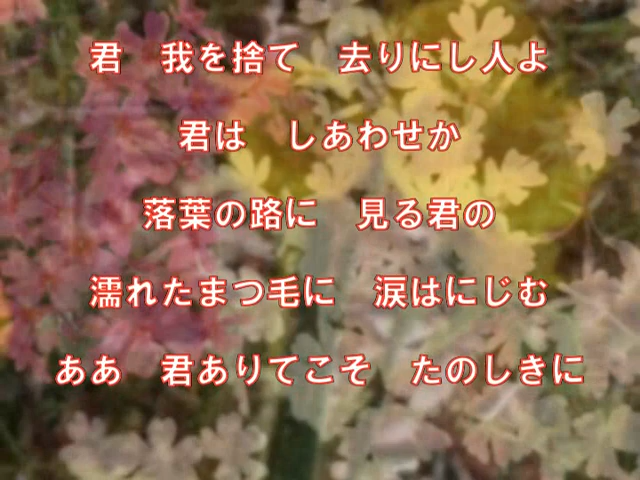 君　我を捨て　去りにし人よ
君は　しあわせか
落葉の路に　見る君の
濡れたまつ毛に　涙はにじむ
ああ　君ありてこそ　たのしきに